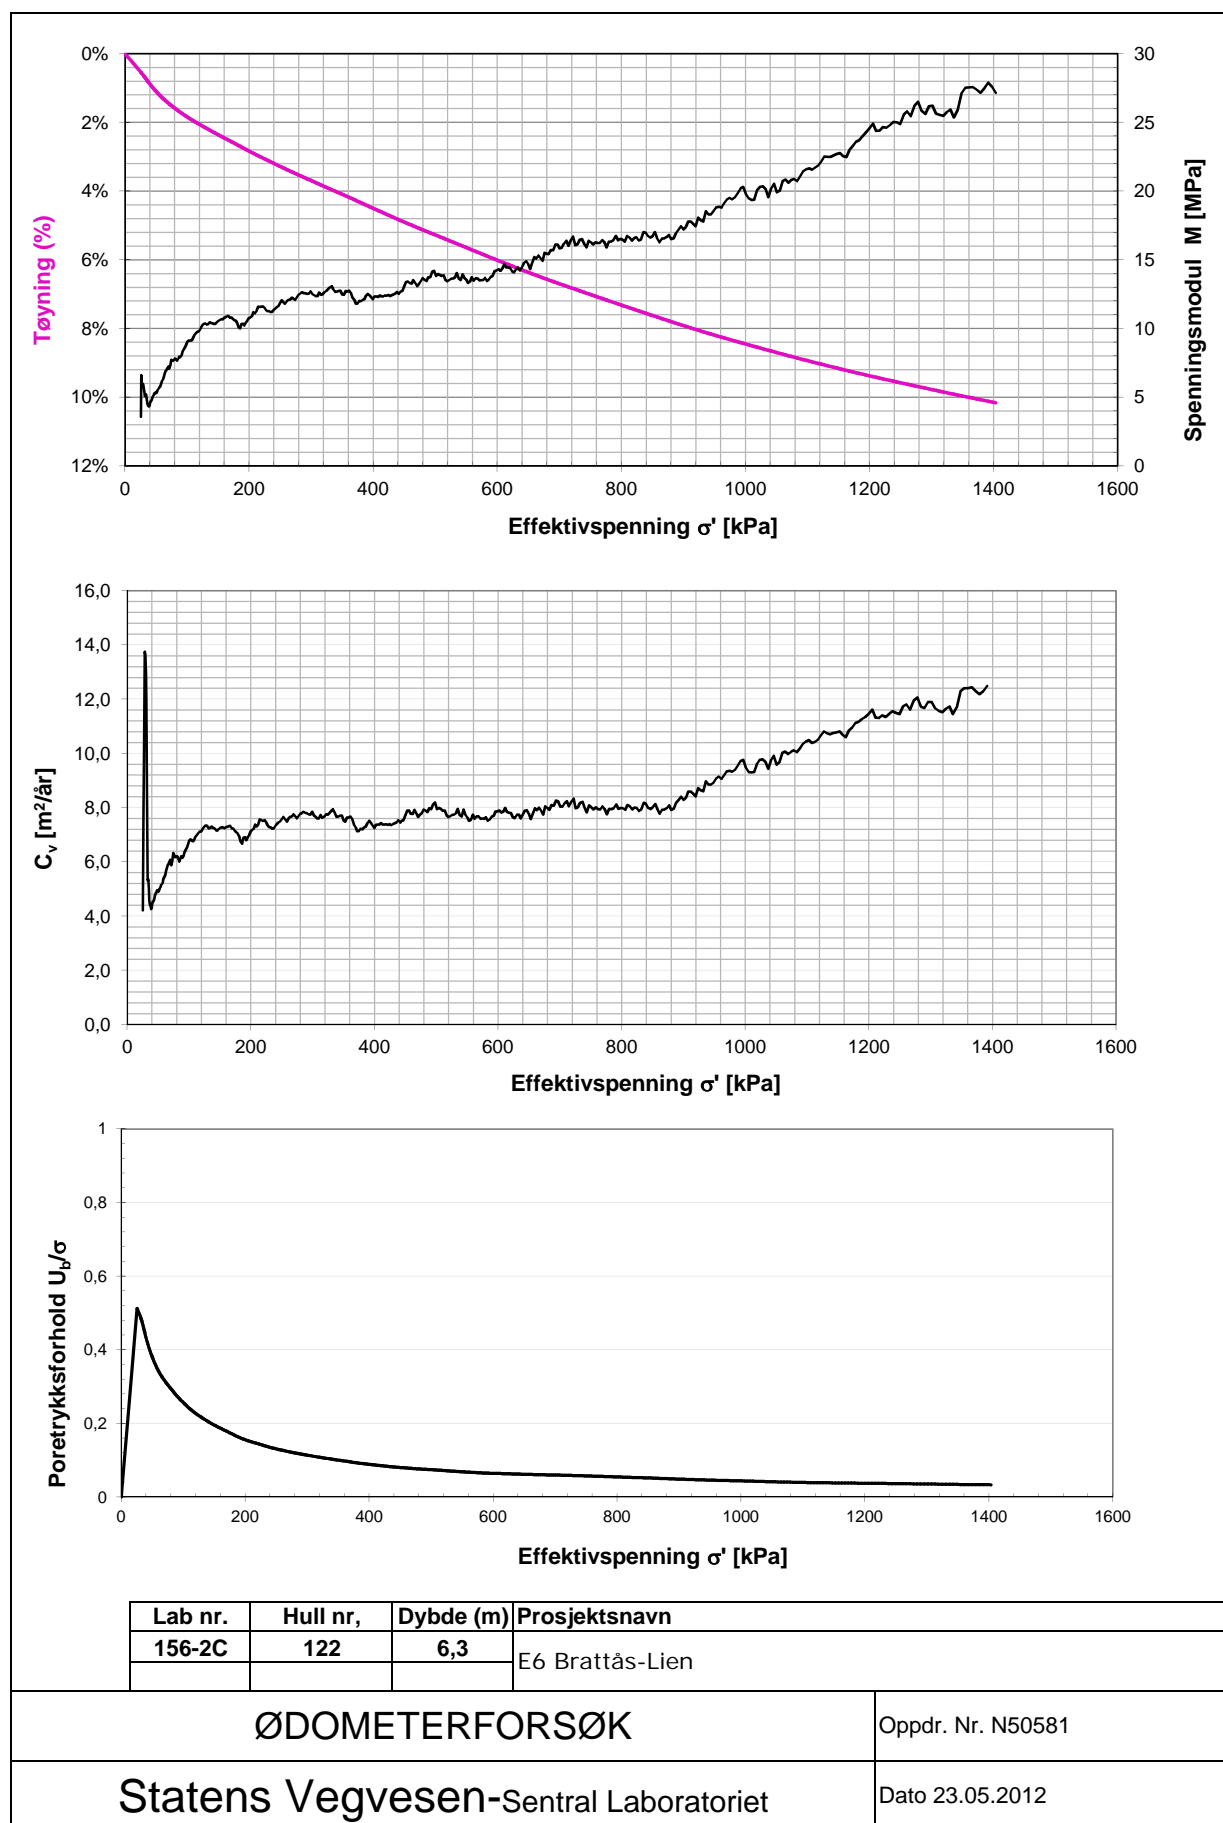 0%
2%
4%
6%
8%
10%
12%
Tøyning (%)
30
25
20
15
10
5
0
Spenningsmodul M [MPa]
0 200 400 600 800 1000 1200 1400 1600
Effektivspenning σ' [kPa]
16,0
14,0
12,0
10,0
8,0
6,0
4,0
2,0
0,0
Cv [m²/år]
0 200 400 600 800 1000 1200 1400 1600
Effektivspenning σ' [kPa]
1
0,8
0,6
0,4
0,2
0
Poretrykksforhold Ub/σ
0 200 400 600 800 1000 1200 1400 1600
Effektivspenning σ' [kPa]
Lab nr. Hull nr, Dybde (m) Prosjektsnavn
156-2C 122 6,3 E6 Brattås-Lien
ØDOMETERFORSØK
Oppdr. Nr. N50581
Statens Vegvesen-Sentral Laboratoriet
Dato 23.05.2012